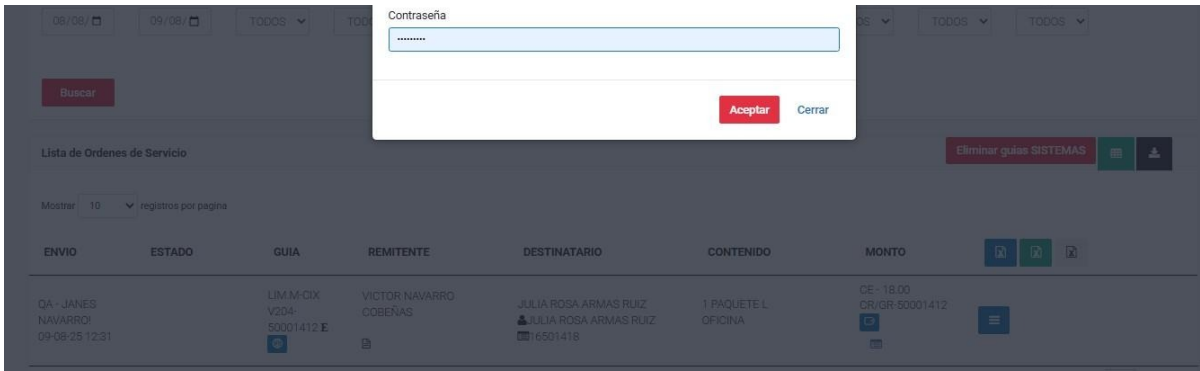 Contraseña
08/08/
09/08/
TODOS
TODOS
TODOS
•••••••••
Buscar
Aceptar
Cerrar
Lista de Ordenes de Servicio
Eliminar guias SISTEMAS
Mostrar 10 registros por pagina
ENVIO ESTADO GUIA REMITENTE DESTINATARIO CONTENIDO MONTO
QA - JANES
NAVARRO!
09-08-25 12:31
LIM.M-CIX
V204-
50001412 E
VICTOR NAVARRO
COBEÑAS
JULIA ROSA ARMAS RUIZ
JULIA ROSA ARMAS RUIZ
16501418
1 PAQUETE L
OFICINA
CE - 18.00
CR/GR-50001412